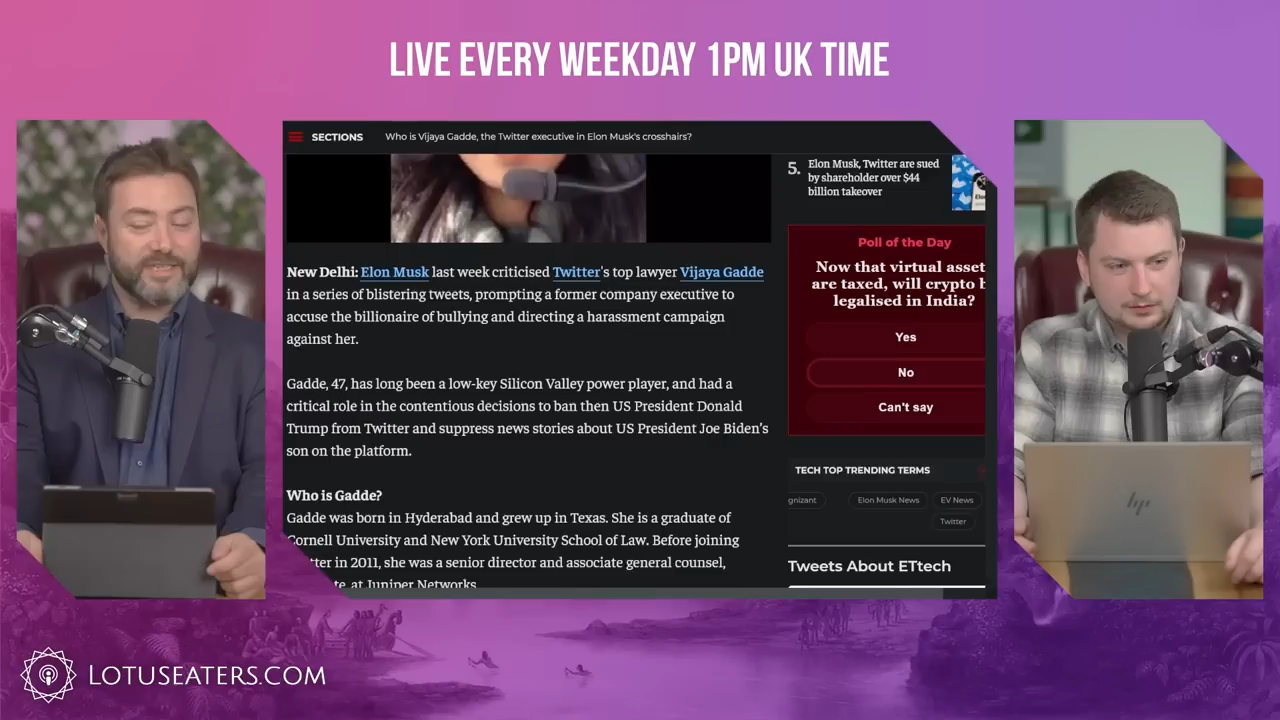 LIVE EVERY WEEKDAY 1PM UK TIME
SECTIONS
Who is Vijaya Gadde, the Twitter executive in Elon Musk's crosshairs?
New Delhi: Elon Musk last week criticised Twitter's top lawyer Vijaya Gadde
in a series of blistering tweets, prompting a former company executive to
accuse the billionaire of bullying and directing a harassment campaign
against her.
Gadde, 47, has long been a low-key Silicon Valley power player, and had a
critical role in the contentious decisions to ban then US President Donald
Trump from Twitter and suppress news stories about US President Joe Biden's
son on the platform.
Who is Gadde?
Gadde was born in Hyderabad and grew up in Texas. She is a graduate of
Cornell University and New York University School of Law. Before joining
in 2011, she was a senior director and associate general counsel,
at Juniper Networks
5. Elon Musk, Twitter are sued
by shareholder over $44
billion takeover
Poll of the Day
Now that virtual asset
are taxed, will crypto b
legalised in India?
Yes
No
Can't say
TECH TOP TRENDING TERMS
gnizant
Elon Musk News
EV News
Twitter
Tweets About ETtech
hp
LOTUSEATERS.COM